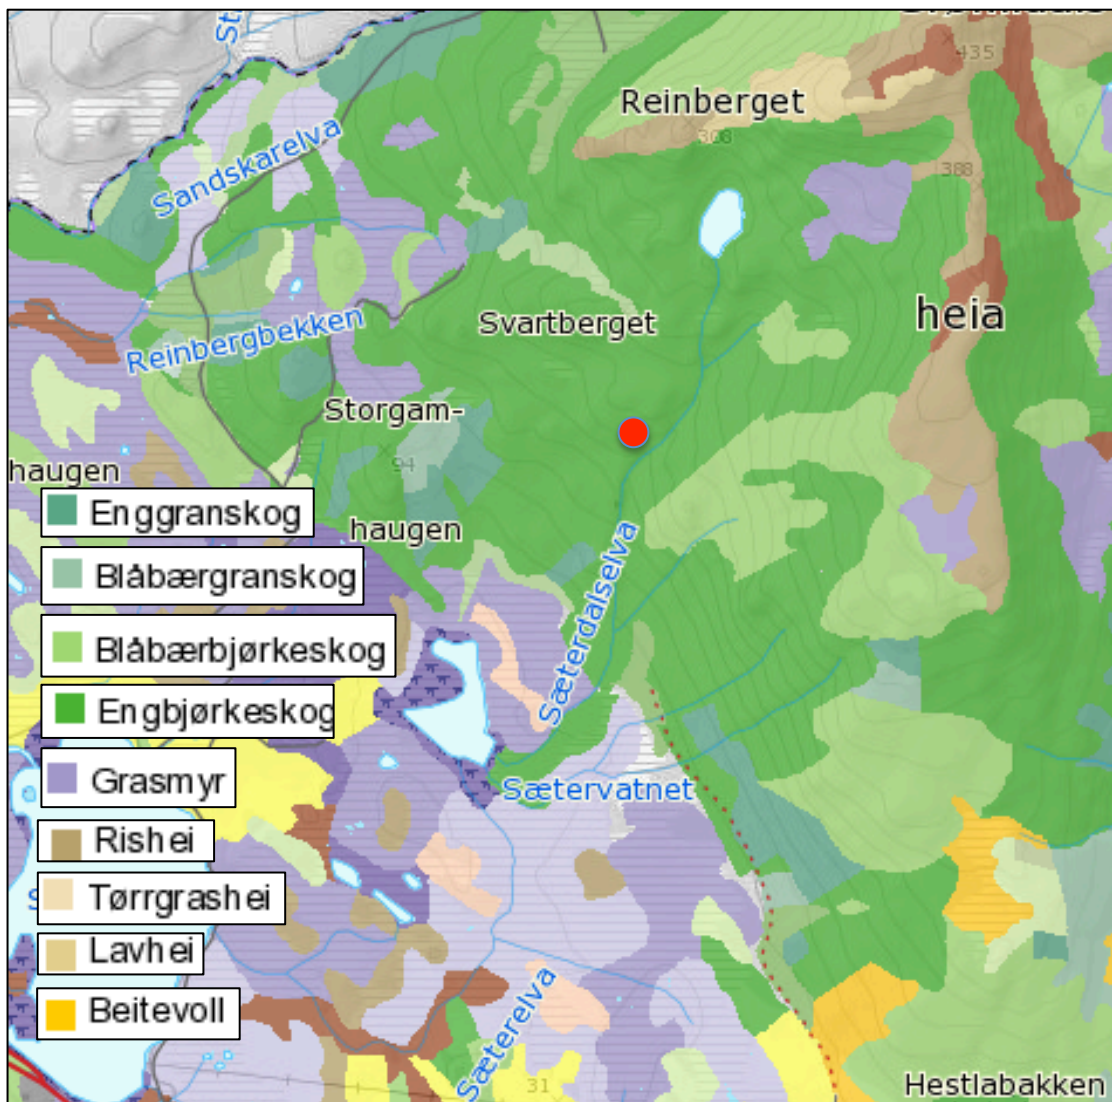 435
Reinberget
308
388
Sandskarelva
heia
Svartberget
Reinbergbekken
Storgam-
94
haugen
haugen
Enggranskog
Blåbærgranskog
Blåbærbjørkeskog
Engbjørkeskog
Sæterdalselva
Grasmyr
Sætervatnet
Rishei
Tørrgrashei
Lavhei
Beitevoll
Sæterelva
31
Hestlabakken